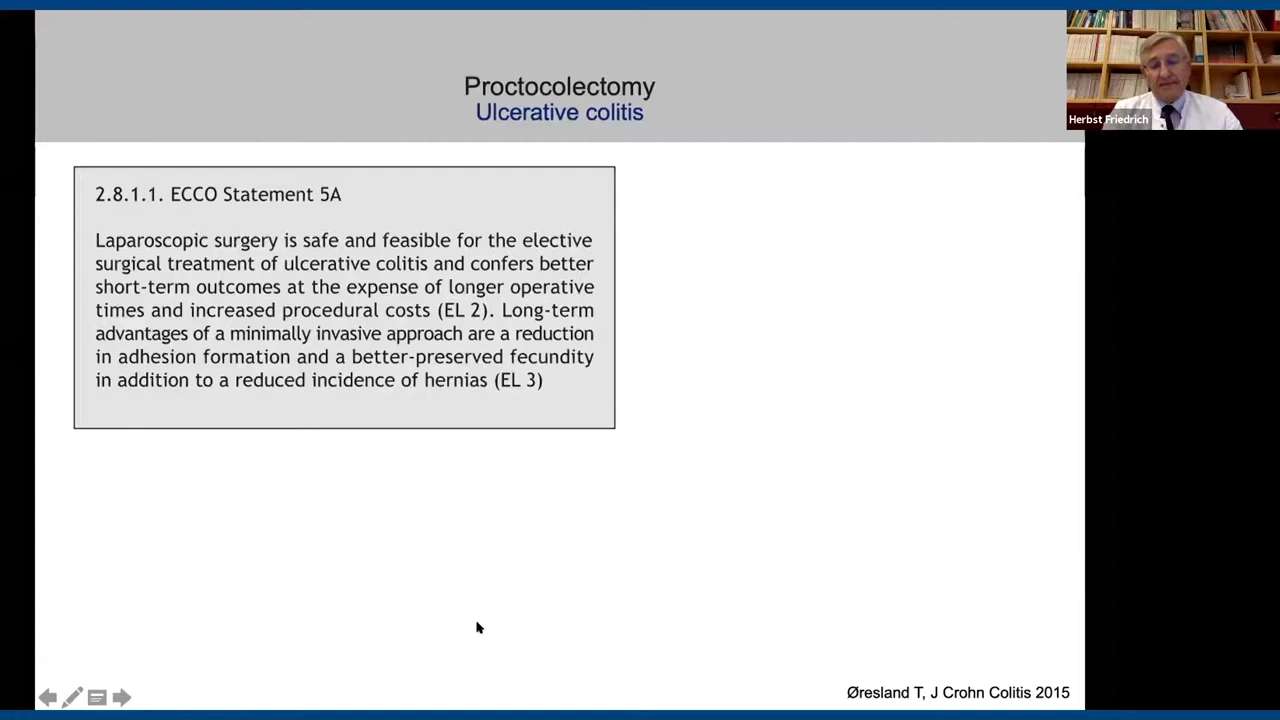 Proctocolectomy
Ulcerative colitis
Herbst Friedrich
2.8.1.1. ECCO Statement 5A
Laparoscopic surgery is safe and feasible for the elective
surgical treatment of ulcerative colitis and confers better
short-term outcomes at the expense of longer operative
times and increased procedural costs (EL 2). Long-term
advantages of a minimally invasive approach are a reduction
in adhesion formation and a better-preserved fecundity
in addition to a reduced incidence of hernias (EL 3)
Øresland T, J Crohn Colitis 2015